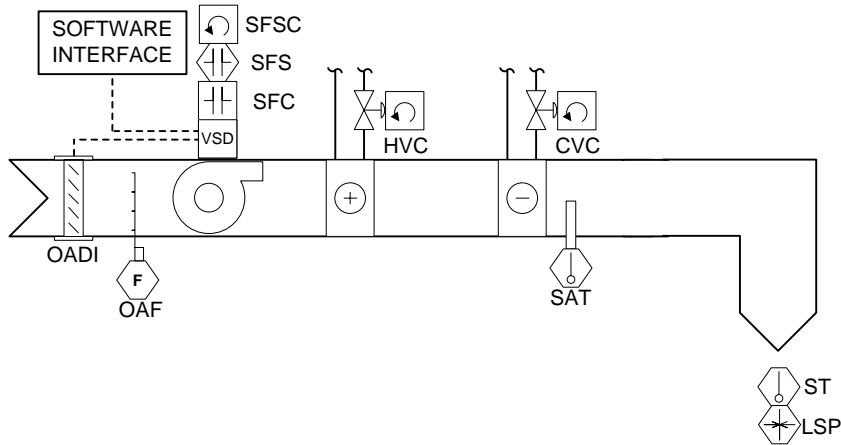 SOFTWARE
INTERFACE
SFSC
SFS
SFC
VSD
HVC
CVC
OADI
F
OAF
SAT
ST
LSP